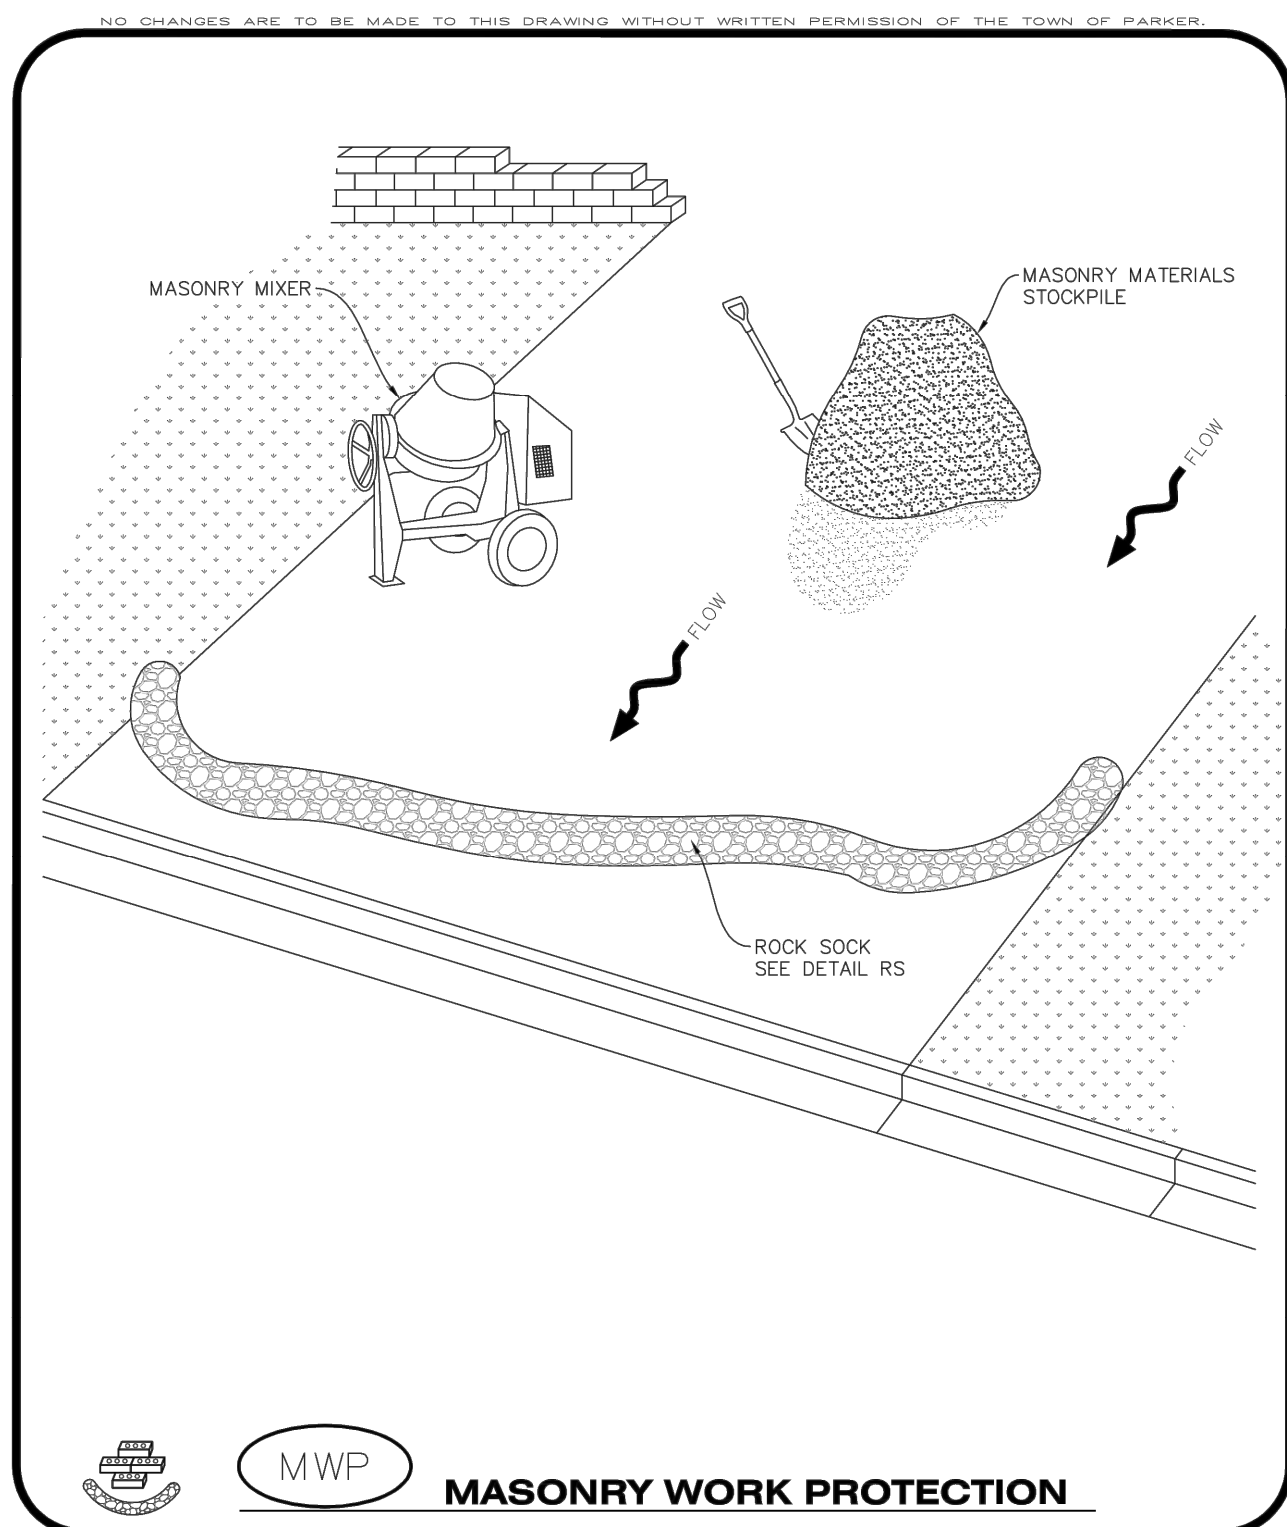 NO CHANGES ARE TO BE MADE TO THIS DRAWING WITHOUT WRITTEN PERMISSION OF THE TOWN OF PARKER.
MASONRY MIXER
MASONRY MATERIALS
STOCKPILE
FLOW
FLOW
ROCK SOCK
SEE DETAIL RS
MWP
MASONRY WORK PROTECTION